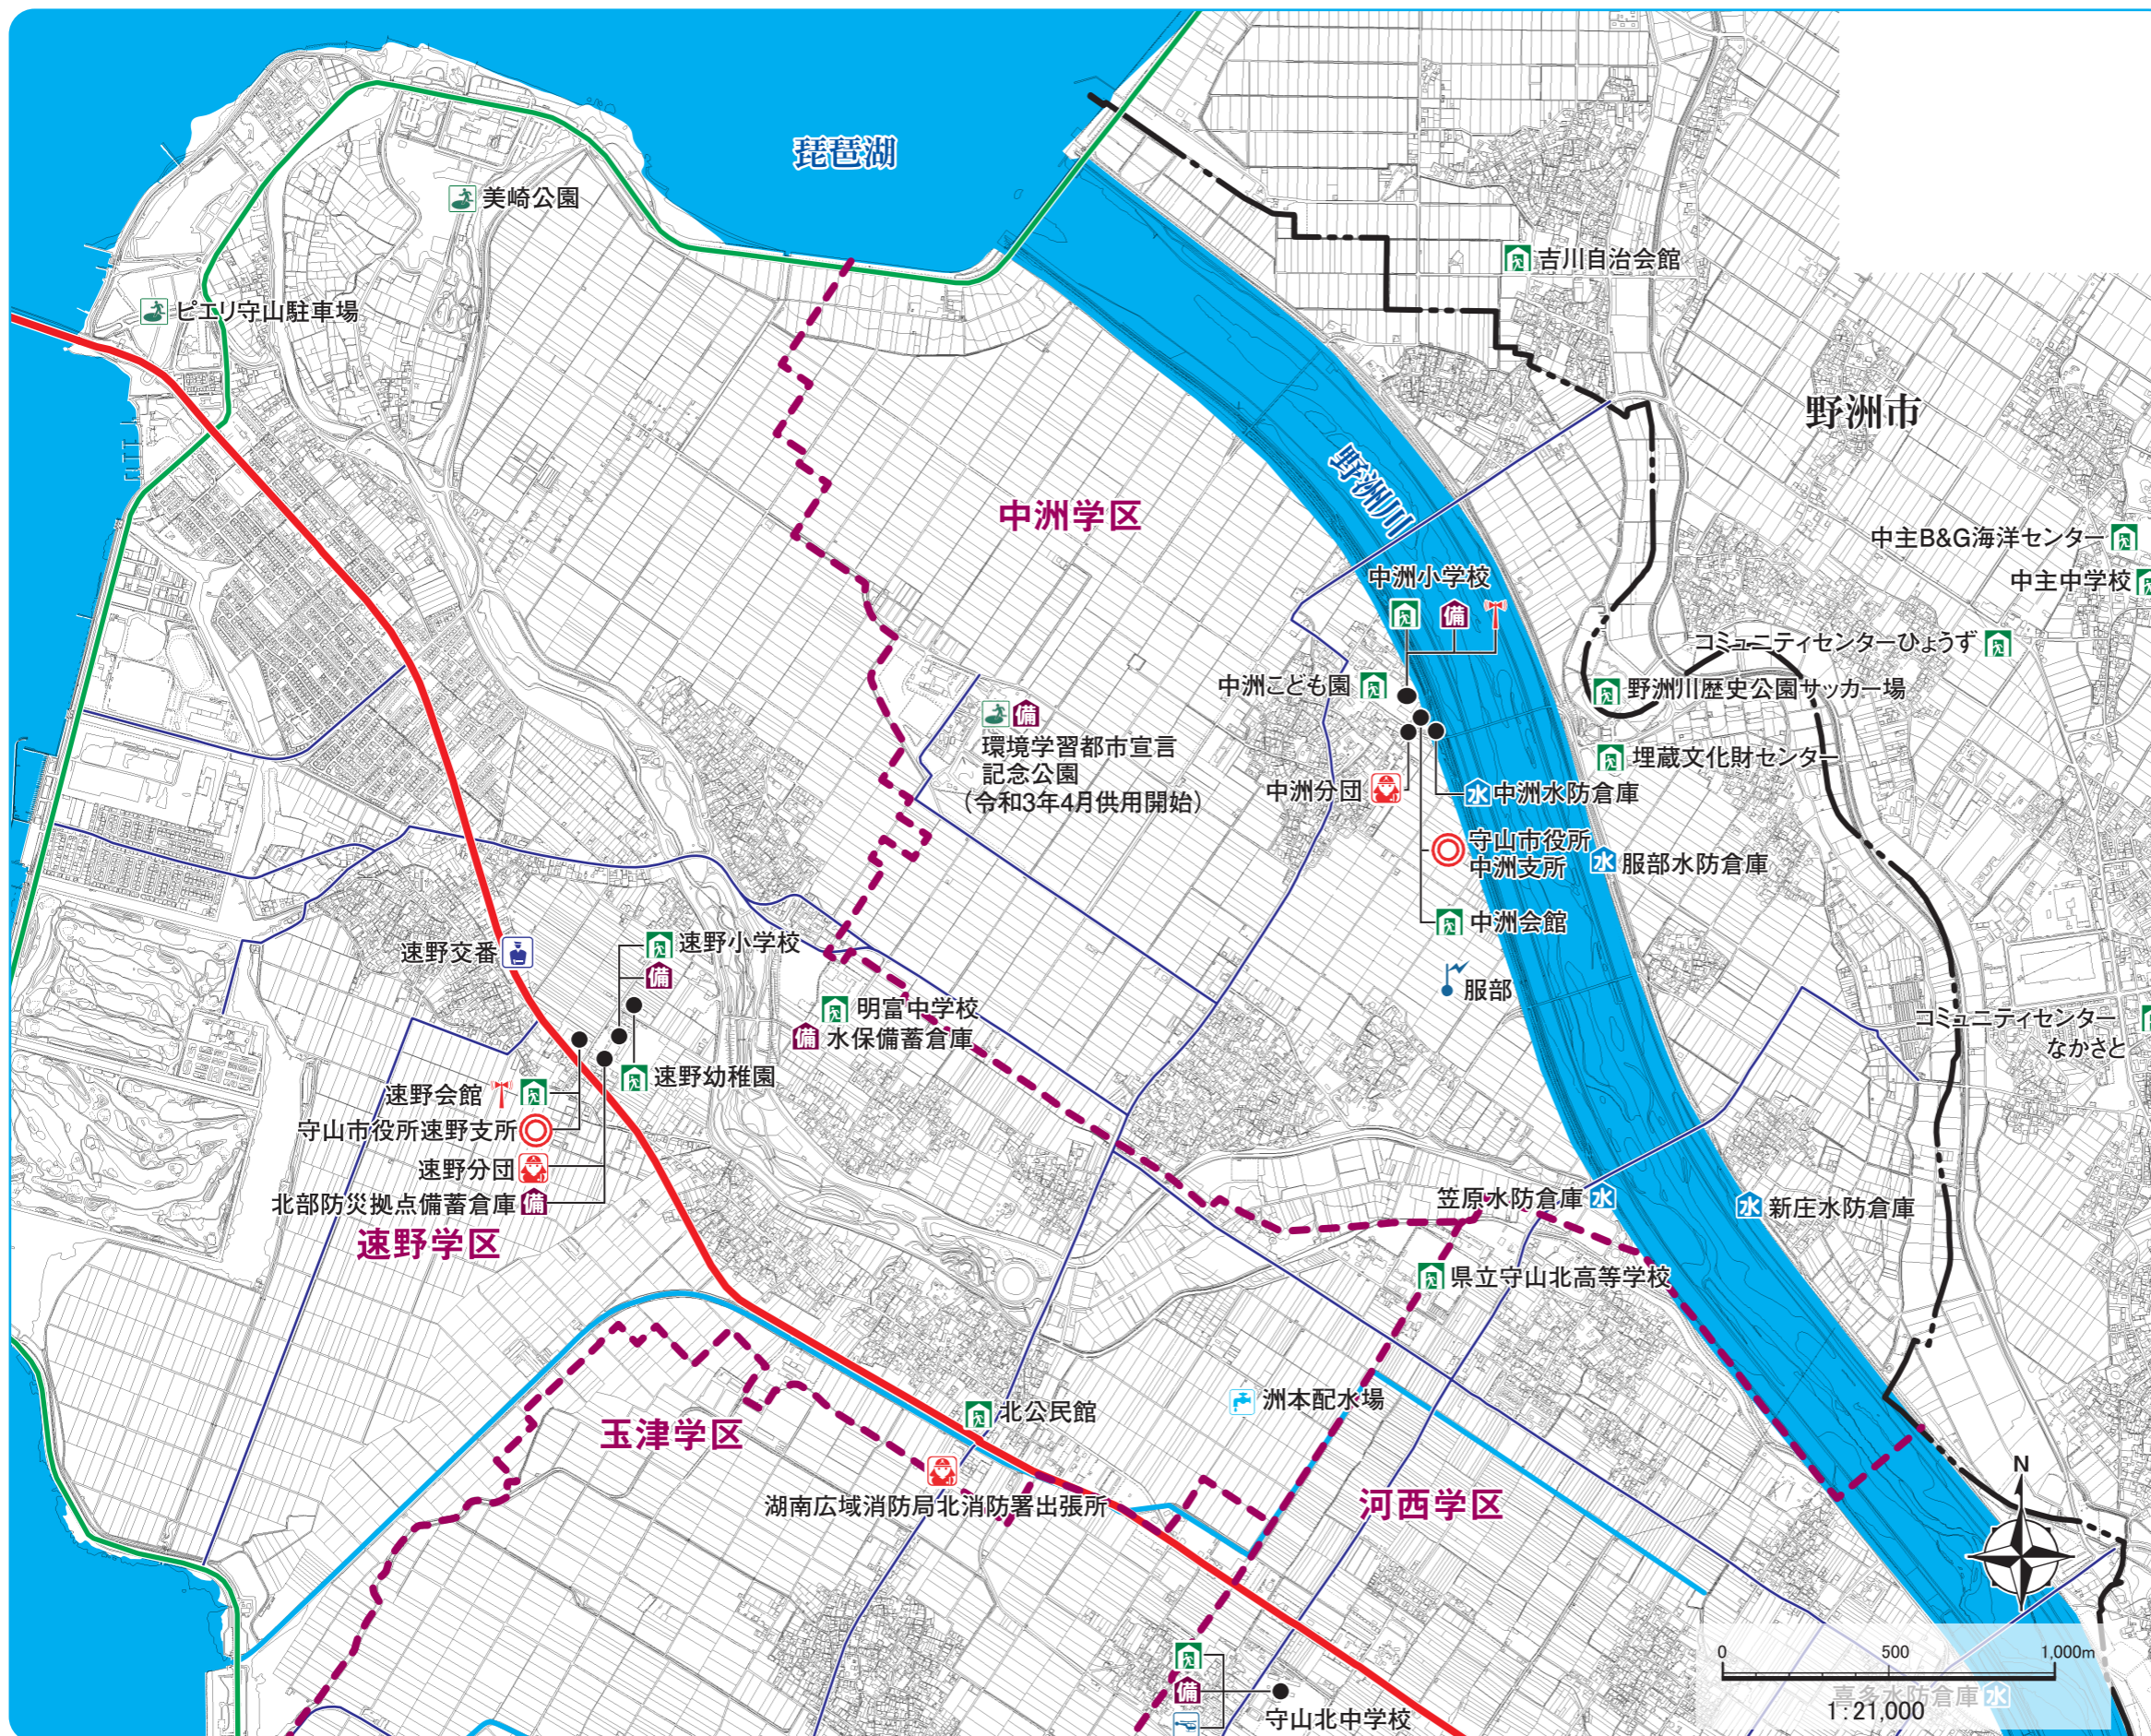 琵琶湖
美崎公園
吉川自治会館
ピエリ守山駐車場
野洲市
野洲川
中洲学区
中主B&G海洋センター
中洲小学校
備
中主中学校
コミュニティセンターひょうず
中洲こども園
野洲川歴史公園サッカー場
備
環境学習都市宣言
記念公園
(令和3年4月供用開始)
埋蔵文化財センター
中洲分団
水 中洲水防倉庫
守山市役所
中洲支所
水 服部水防倉庫
中洲会館
速野交番
速野小学校
備
服部
明富中学校
備 水保備蓄倉庫
コミュニティセンター
なかさと
速野幼稚園
速野会館
守山市役所速野支所
速野分団
北部防災拠点備蓄倉庫 備
速野学区
笠原水防倉庫 水
水 新庄水防倉庫
県立守山北高等学校
洲本配水場
北公民館
玉津学区
湖南広域消防局北消防署出張所
河西学区
N
備
守山北中学校
0 500 1,000m
喜多水防倉庫 水
1:21,000